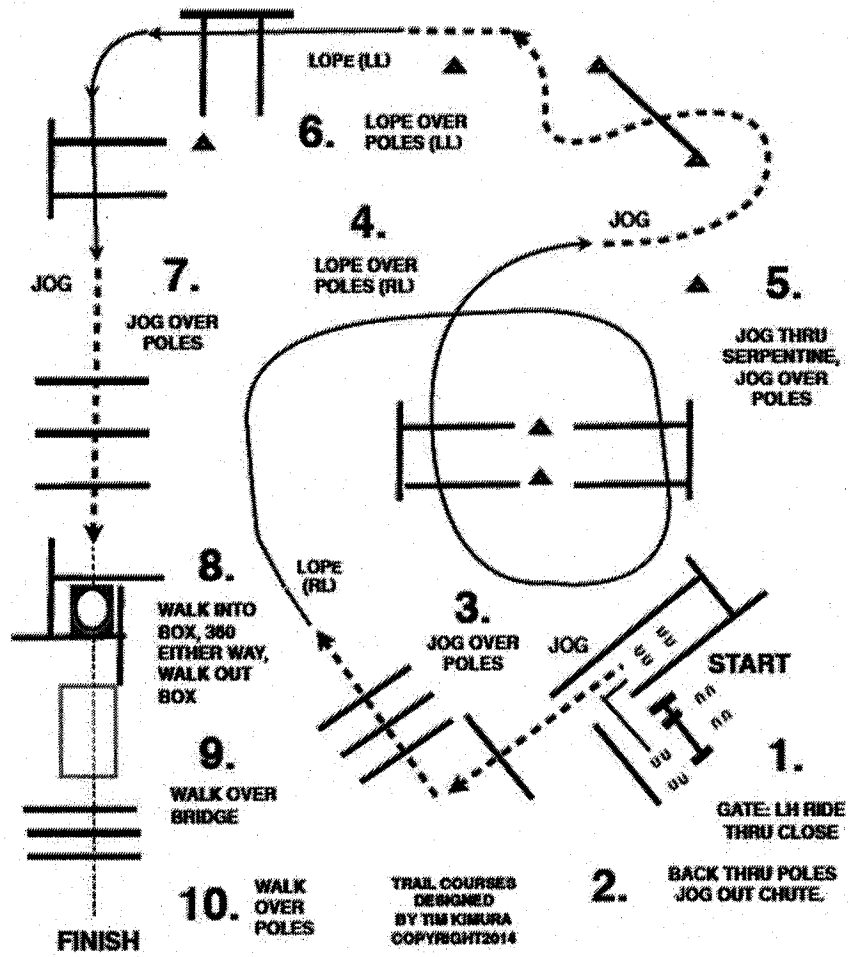 LOPE (LL)
6. LOPE OVER
POLES (LL)
4.
LOPE OVER
POLES (RL)
JOG
JOG
7.
JOG OVER
POLES
5.
JOG THRU
SERPENTINE,
JOG OVER
POLES
LOPE
(RL)
8.
WALK INTO
BOX, 360
EITHER WAY,
WALK OUT
BOX
3.
JOG OVER
POLES
JOG
START
1.
GATE: LH RIDE
THRU CLOSE
9.
WALK OVER
BRIDGE
2. BACK THRU POLES
JOG OUT CHUTE.
10. WALK
OVER
POLES
TRAIL COURSES
DESIGNED
BY TIM KIMURA
COPYRIGHT2014
FINISH